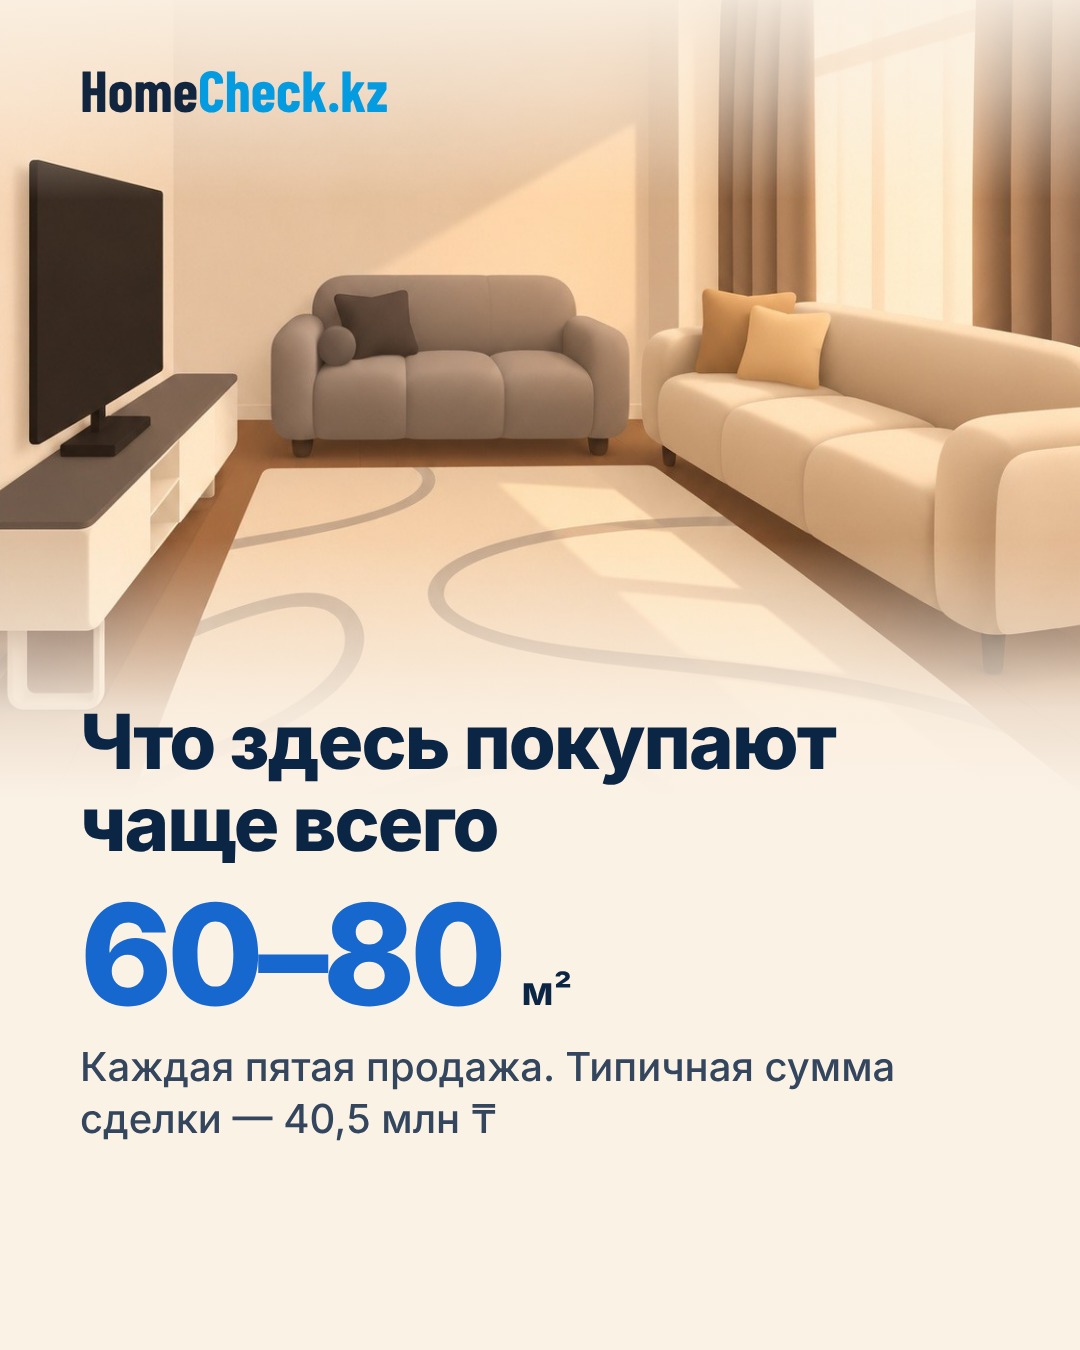 HomeCheck.kz
Что здесь покупают
чаще всего
60–80 м²
Каждая пятая продажа. Типичная сумма
сделки — 40,5 млн ₸